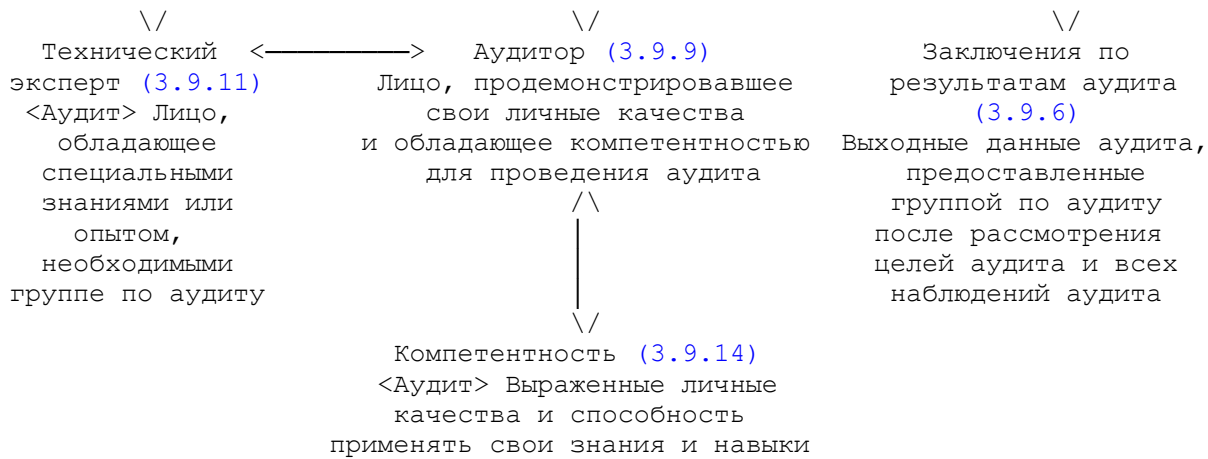 Технический
эксперт (3.9.11)
<Аудит> Лицо,
обладающее
специальными
знаниями или
опытом,
необходимыми
группе по аудиту
Аудитор (3.9.9)
Лицо, продемонстрировавшее
свои личные качества
и обладающее компетентностью
для проведения аудита
Заключения по
результатам аудита
(3.9.6)
Выходные данные аудита,
предоставленные
группой по аудиту
после рассмотрения
целей аудита и всех
наблюдений аудита
Компетентность (3.9.14)
<Аудит> Выраженные личные
качества и способность
применять свои знания и навыки